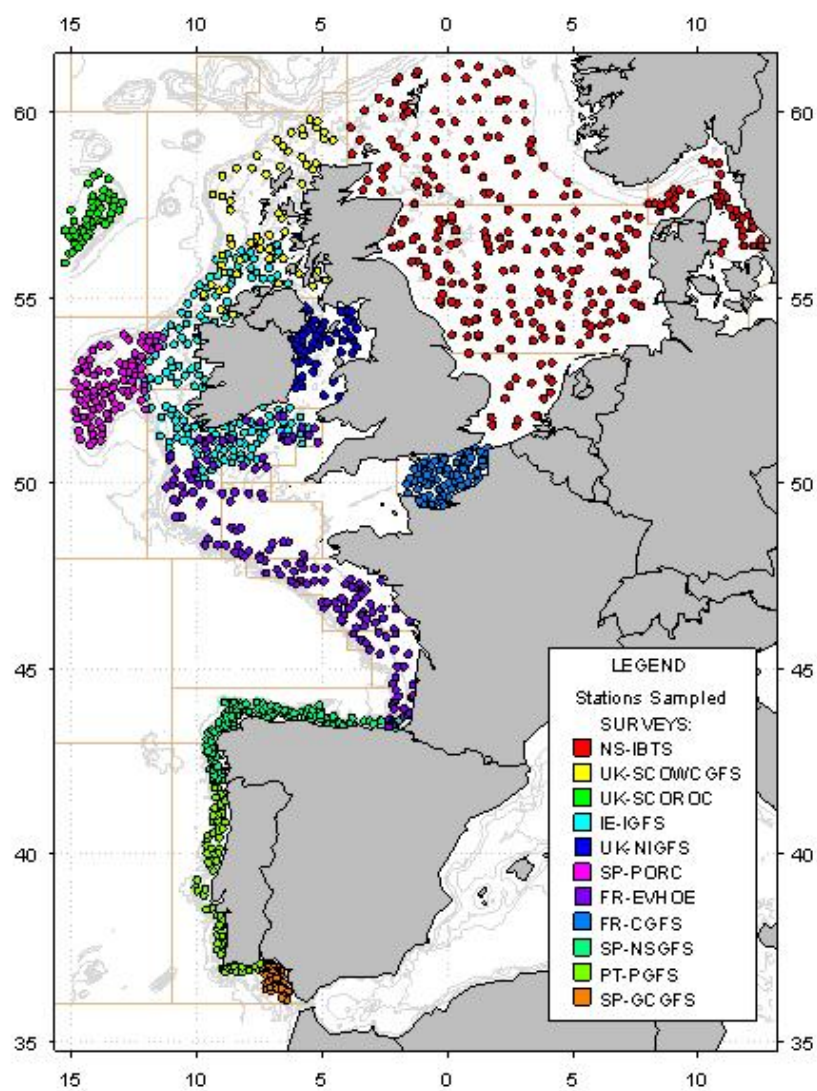 15 10 5 0 5 10
60 60
55 55
50 50
45 45
40 40
35 35
LEGEND
Stations Sampled
SURVEYS:
NS-IBTS
UK-SCOWCGFS
UK-SCOROC
IE-IGFS
UK-NIGFS
SP-PORC
FR-EVHOE
FR-CGFS
SP-NSGFS
PT-PGFS
SP-GCGFS
15 10 5 0 5 10